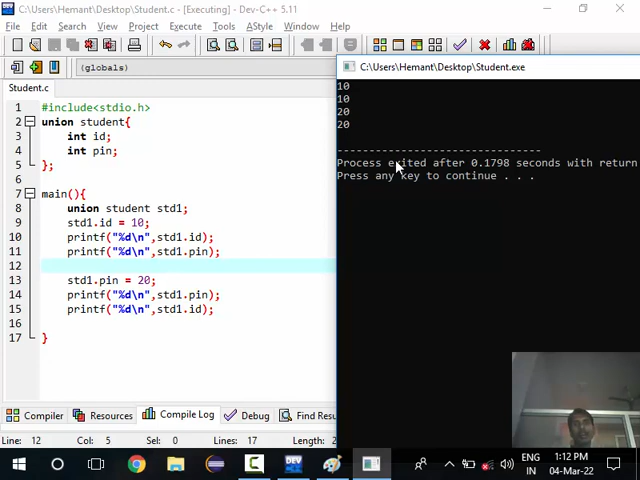 C:\Users\Hemant\Desktop\Student.c - [Executing] - Dev-C++ 5.11
File Edit Search View Project Execute Tools AStyle Window Help
(globals)
Student.c
1 #include<stdio.h>
2 union student{
3 int id;
4 int pin;
5 };
6
7 main(){
8 union student std1;
9 std1.id = 10;
10 printf("%d\n",std1.id);
11 printf("%d\n",std1.pin);
12
13 std1.pin = 20;
14 printf("%d\n",std1.pin);
15 printf("%d\n",std1.id);
16
17 }
C:\Users\Hemant\Desktop\Student.exe
10
10
20
20
--------------------------------
Process exited after 0.1798 seconds with return
Press any key to continue . . .
Compiler Resources Compile Log Debug Find Resu
Line: 12 Col: 5 Sel: 0 Lines: 17
DEV
ENG
IN
1:12 PM
04-Mar-22